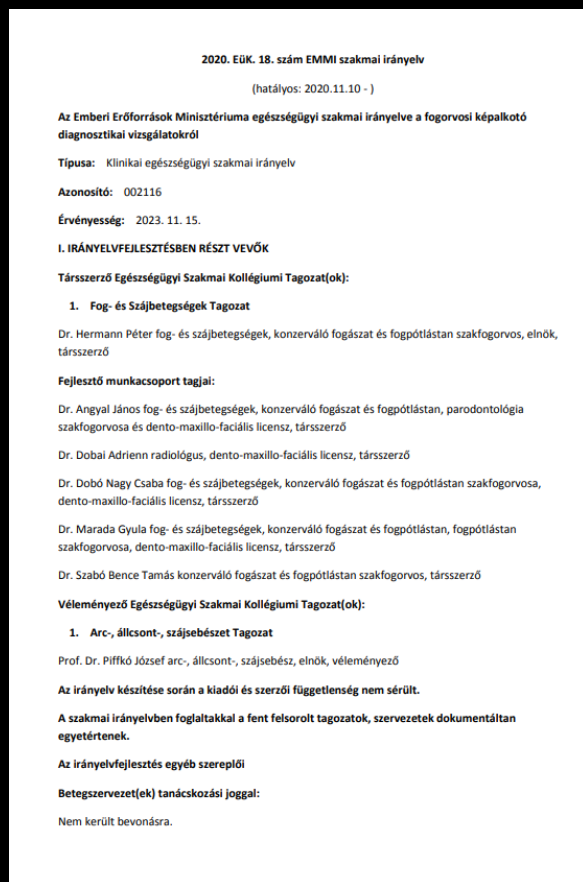 2020. EüK. 18. szám EMMI szakmai irányelv
(hatályos: 2020.11.10 - )
Az Emberi Erőforrások Minisztériuma egészségügyi szakmai irányelve a fogorvosi képalkotó
diagnosztikai vizsgálatokról
Típusa: Klinikai egészségügyi szakmai irányelv
Azonosító: 002116
Érvényesség: 2023. 11. 15.
I. IRÁNYELVFEJLESZTÉSBEN RÉSZT VEVŐK
Társszerző Egészségügyi Szakmai Kollégiumi Tagozat(ok):
1. Fog- és Szájbetegségek Tagozat
Dr. Hermann Péter fog- és szájbetegségek, konzerváló fogászat és fogpótlástan szakfogorvos, elnök,
társszerző
Fejlesztő munkacsoport tagjai:
Dr. Angyal János fog- és szájbetegségek, konzerváló fogászat és fogpótlástan, parodontológia
szakfogorvosa és dento-maxillo-faciális licensz, társszerző
Dr. Dobai Adrienn radiológus, dento-maxillo-faciális licensz, társszerző
Dr. Dobó Nagy Csaba fog- és szájbetegségek, konzerváló fogászat és fogpótlástan szakfogorvosa,
dento-maxillo-faciális licensz, társszerző
Dr. Marada Gyula fog- és szájbetegségek, konzerváló fogászat és fogpótlástan, fogpótlástan
szakfogorvosa, dento-maxillo-faciális licensz, társszerző
Dr. Szabó Bence Tamás konzerváló fogászat és fogpótlástan szakfogorvos, társszerző
Véleményező Egészségügyi Szakmai Kollégiumi Tagozat(ok):
1. Arc-, állcsont-, szájsebészet Tagozat
Prof. Dr. Piffkó József arc-, állcsont-, szájsebész, elnök, véleményező
Az irányelv készítése során a kiadói és szerzői függetlenség nem sérült.
A szakmai irányelvben foglaltakkal a fent felsorolt tagozatok, szervezetek dokumentáltan
egyetértenek.
Az irányelvfejlesztés egyéb szereplői
Betegszervezet(ek) tanácskozási joggal:
Nem került bevonásra.